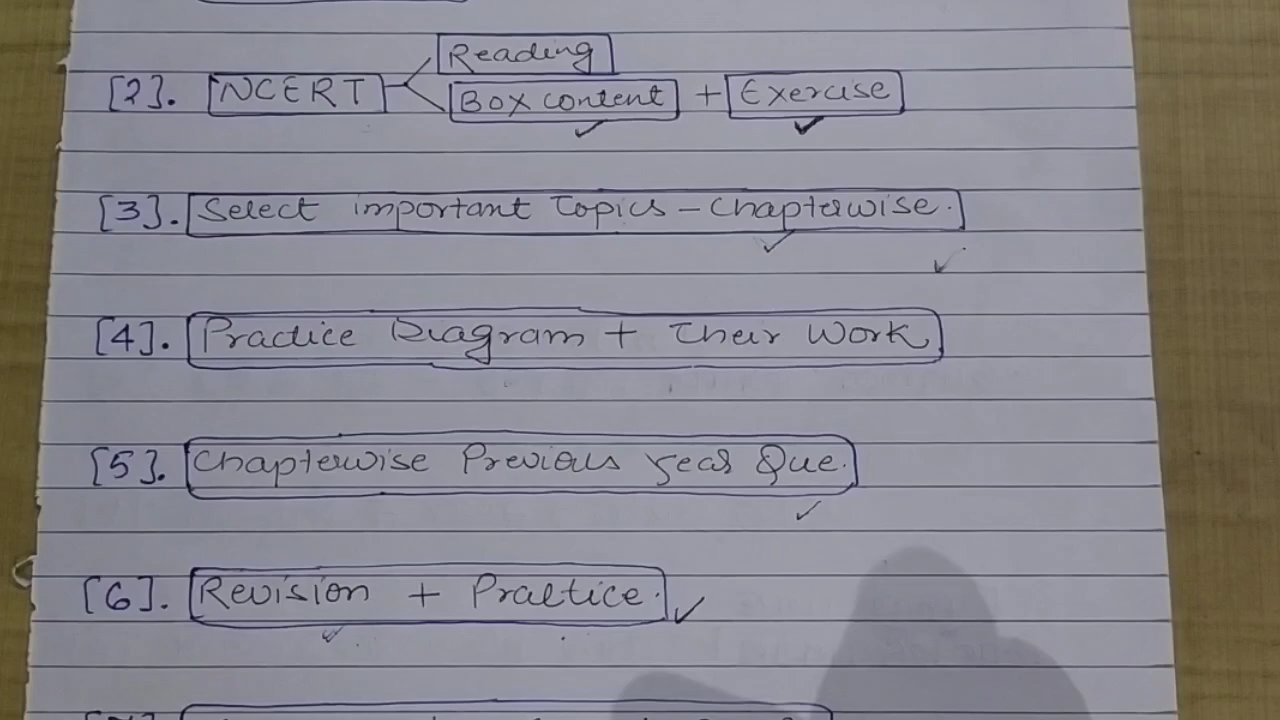 Reading
[2]. NCERT Box content + Exercise
[3]. Select important Topics - Chapterwise.
[4]. Practice Diagram + Their Work
[5]. Chapterwise Previous year Que.
[6]. Revision + Practice.